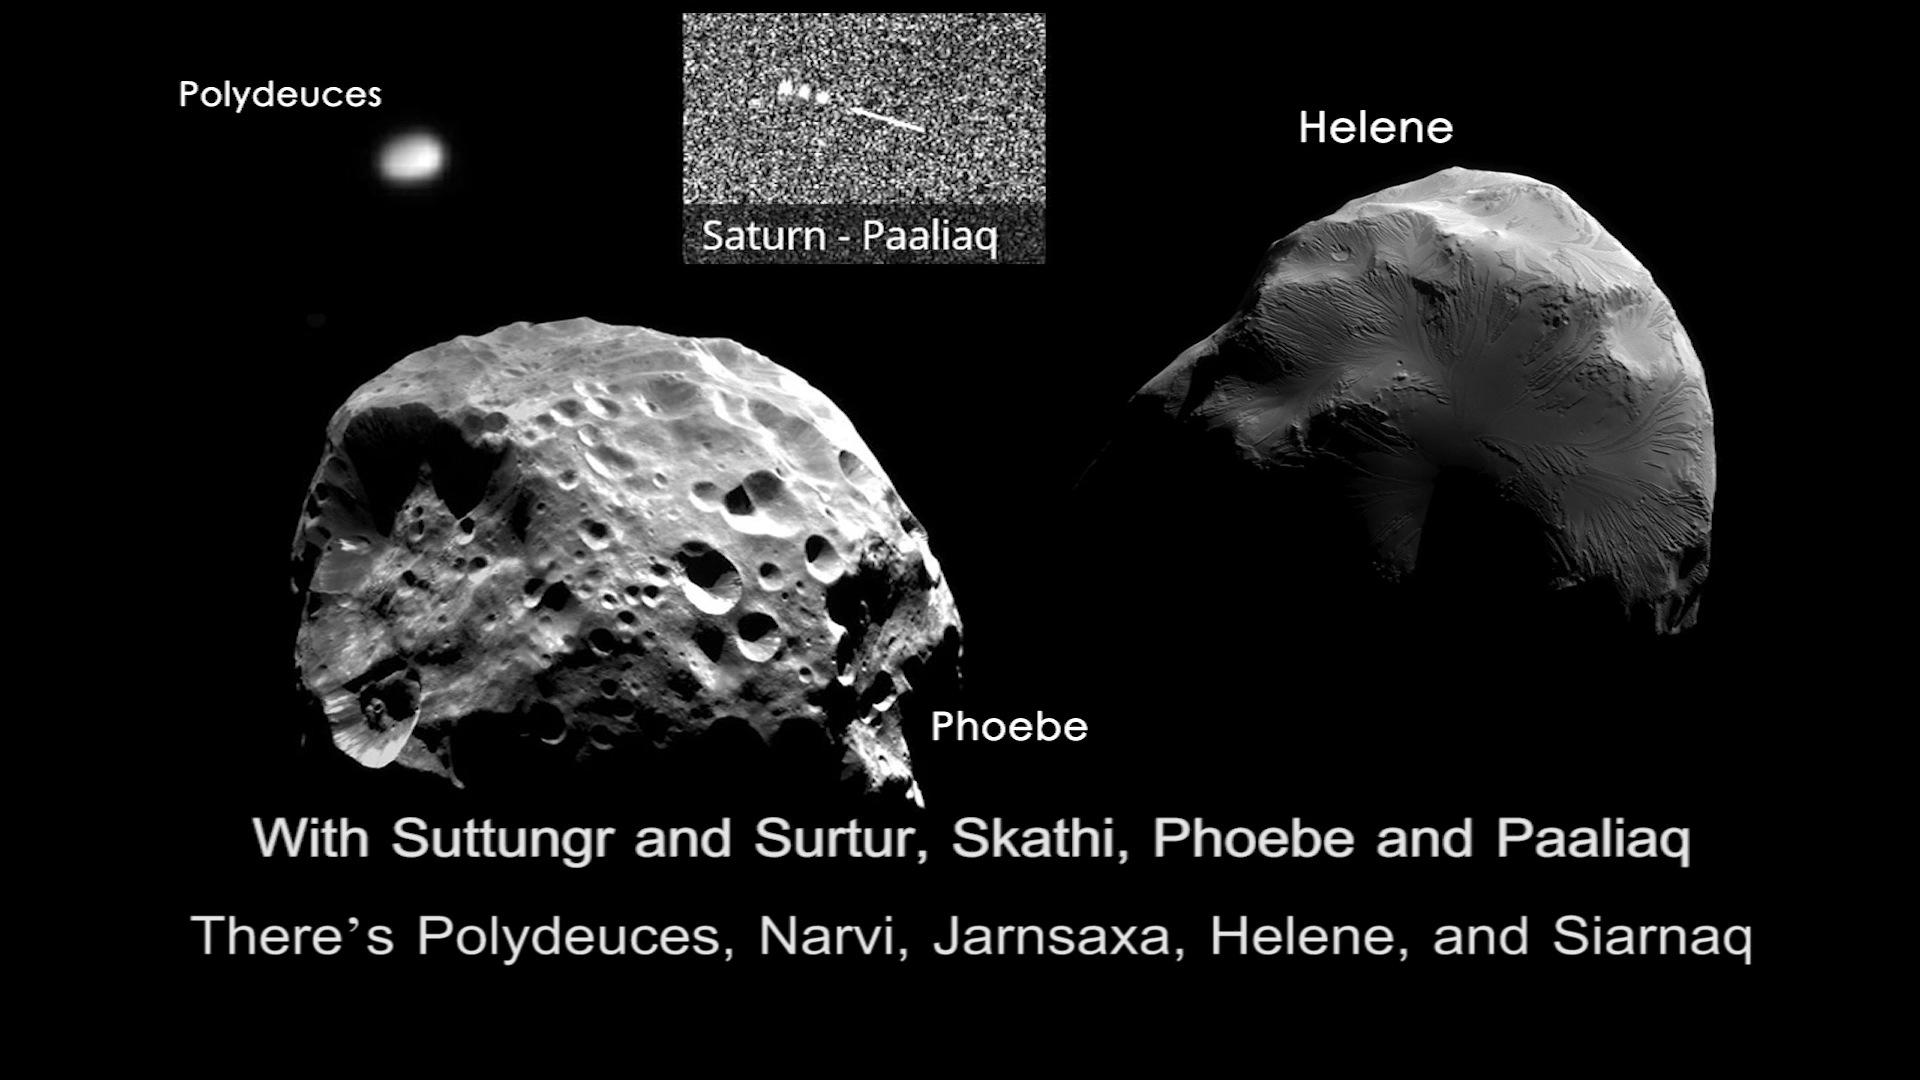 Polydeuces
Saturn - Paaliaq
Helene
Phoebe
With Suttungr and Surtur, Skathi, Phoebe and Paaliaq
There’s Polydeuces, Narvi, Jarnsaxa, Helene, and Siarnaq